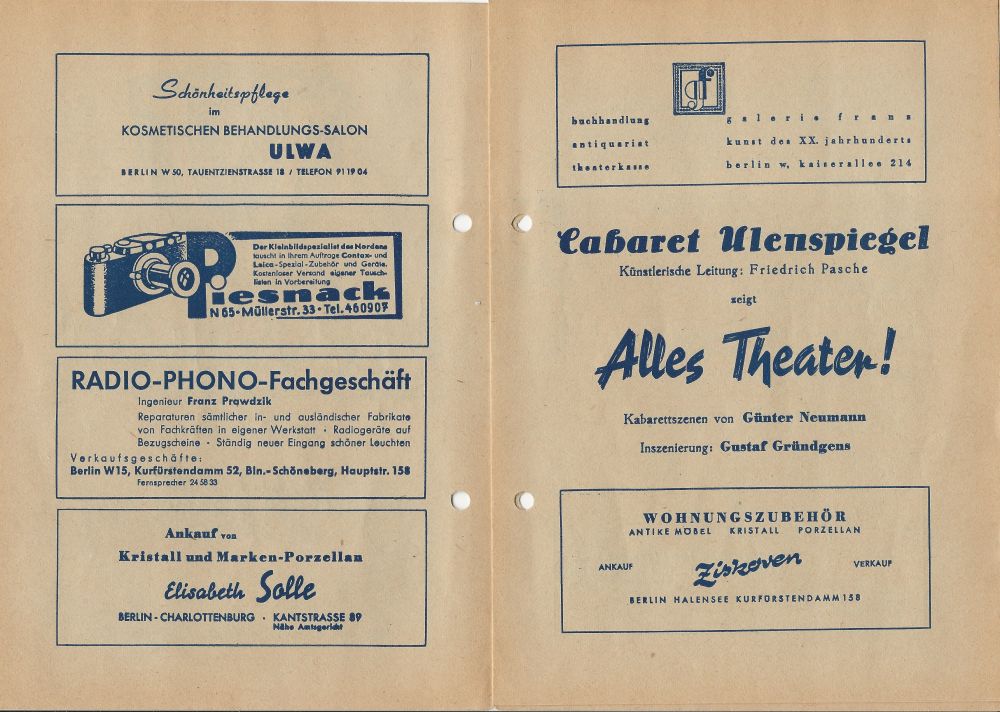 Schönheitspflege
im
KOSMETISCHEN BEHANDLUNGS-SALON
ULWA
BERLIN W 50, TAUENTZIENSTRASSE 18 / TELEFON 91 19 04
Der Kleinbildspezialist des Nordens
tauscht in Ihrem Auftrage Contax- und
Leica-Spezial-Zubehör und Geräte.
Kostenloser Versand eigener Tausch-
listen in Vorbereitung
Piesnack
N 65 • Müllerstr. 33 • Tel. 460907
RADIO-PHONO-Fachgeschäft
Ingenieur Franz Prawdzik
Reparaturen sämtlicher in- und ausländischer Fabrikate
von Fachkräften in eigener Werkstatt · Radiogeräte auf
Bezugscheine · Ständig neuer Eingang schöner Leuchten
Verkaufsgeschäfte:
Berlin W15, Kurfürstendamm 52, Bln.-Schöneberg, Hauptstr. 158
Fernsprecher 24 58 33
Ankauf von
Kristall und Marken-Porzellan
Elisabeth Solle
BERLIN-CHARLOTTENBURG · KANTSTRASSE 89
Nähe Amtsgericht
gf
buchhandlung
antiquariat
theaterkasse
galerie franz
kunst des XX. jahrhunderts
berlin w, kaiserallee 214
Cabaret Ulenspiegel
Künstlerische Leitung: Friedrich Pasche
zeigt
Alles Theater!
Kabarettszenen von Günter Neumann
Inszenierung: Gustaf Gründgens
WOHNUNGSZUBEHÖR
ANTIKE MÖBEL KRISTALL PORZELLAN
ANKAUF Ziskoven VERKAUF
BERLIN HALENSEE KURFÜRSTENDAMM 158